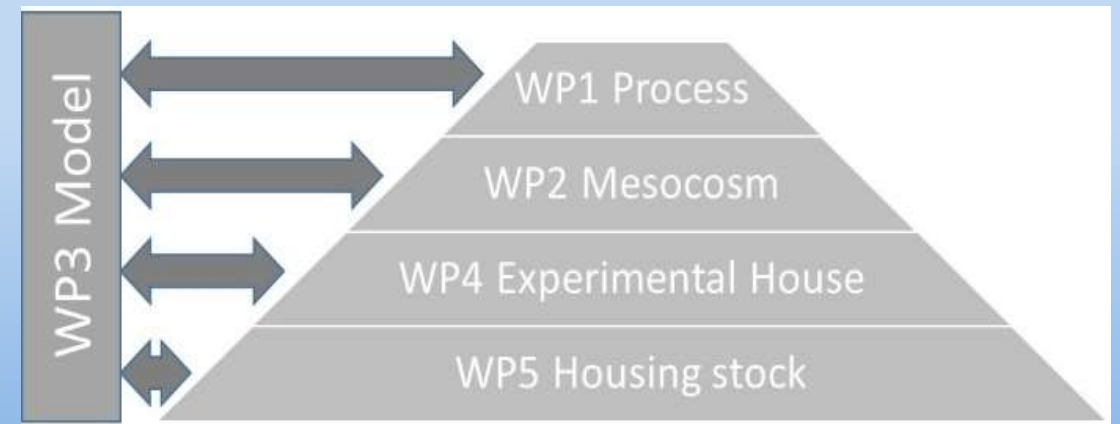 WP3 Model
WP1 Process
WP2 Mesocosm
WP4 Experimental House
WP5 Housing stock